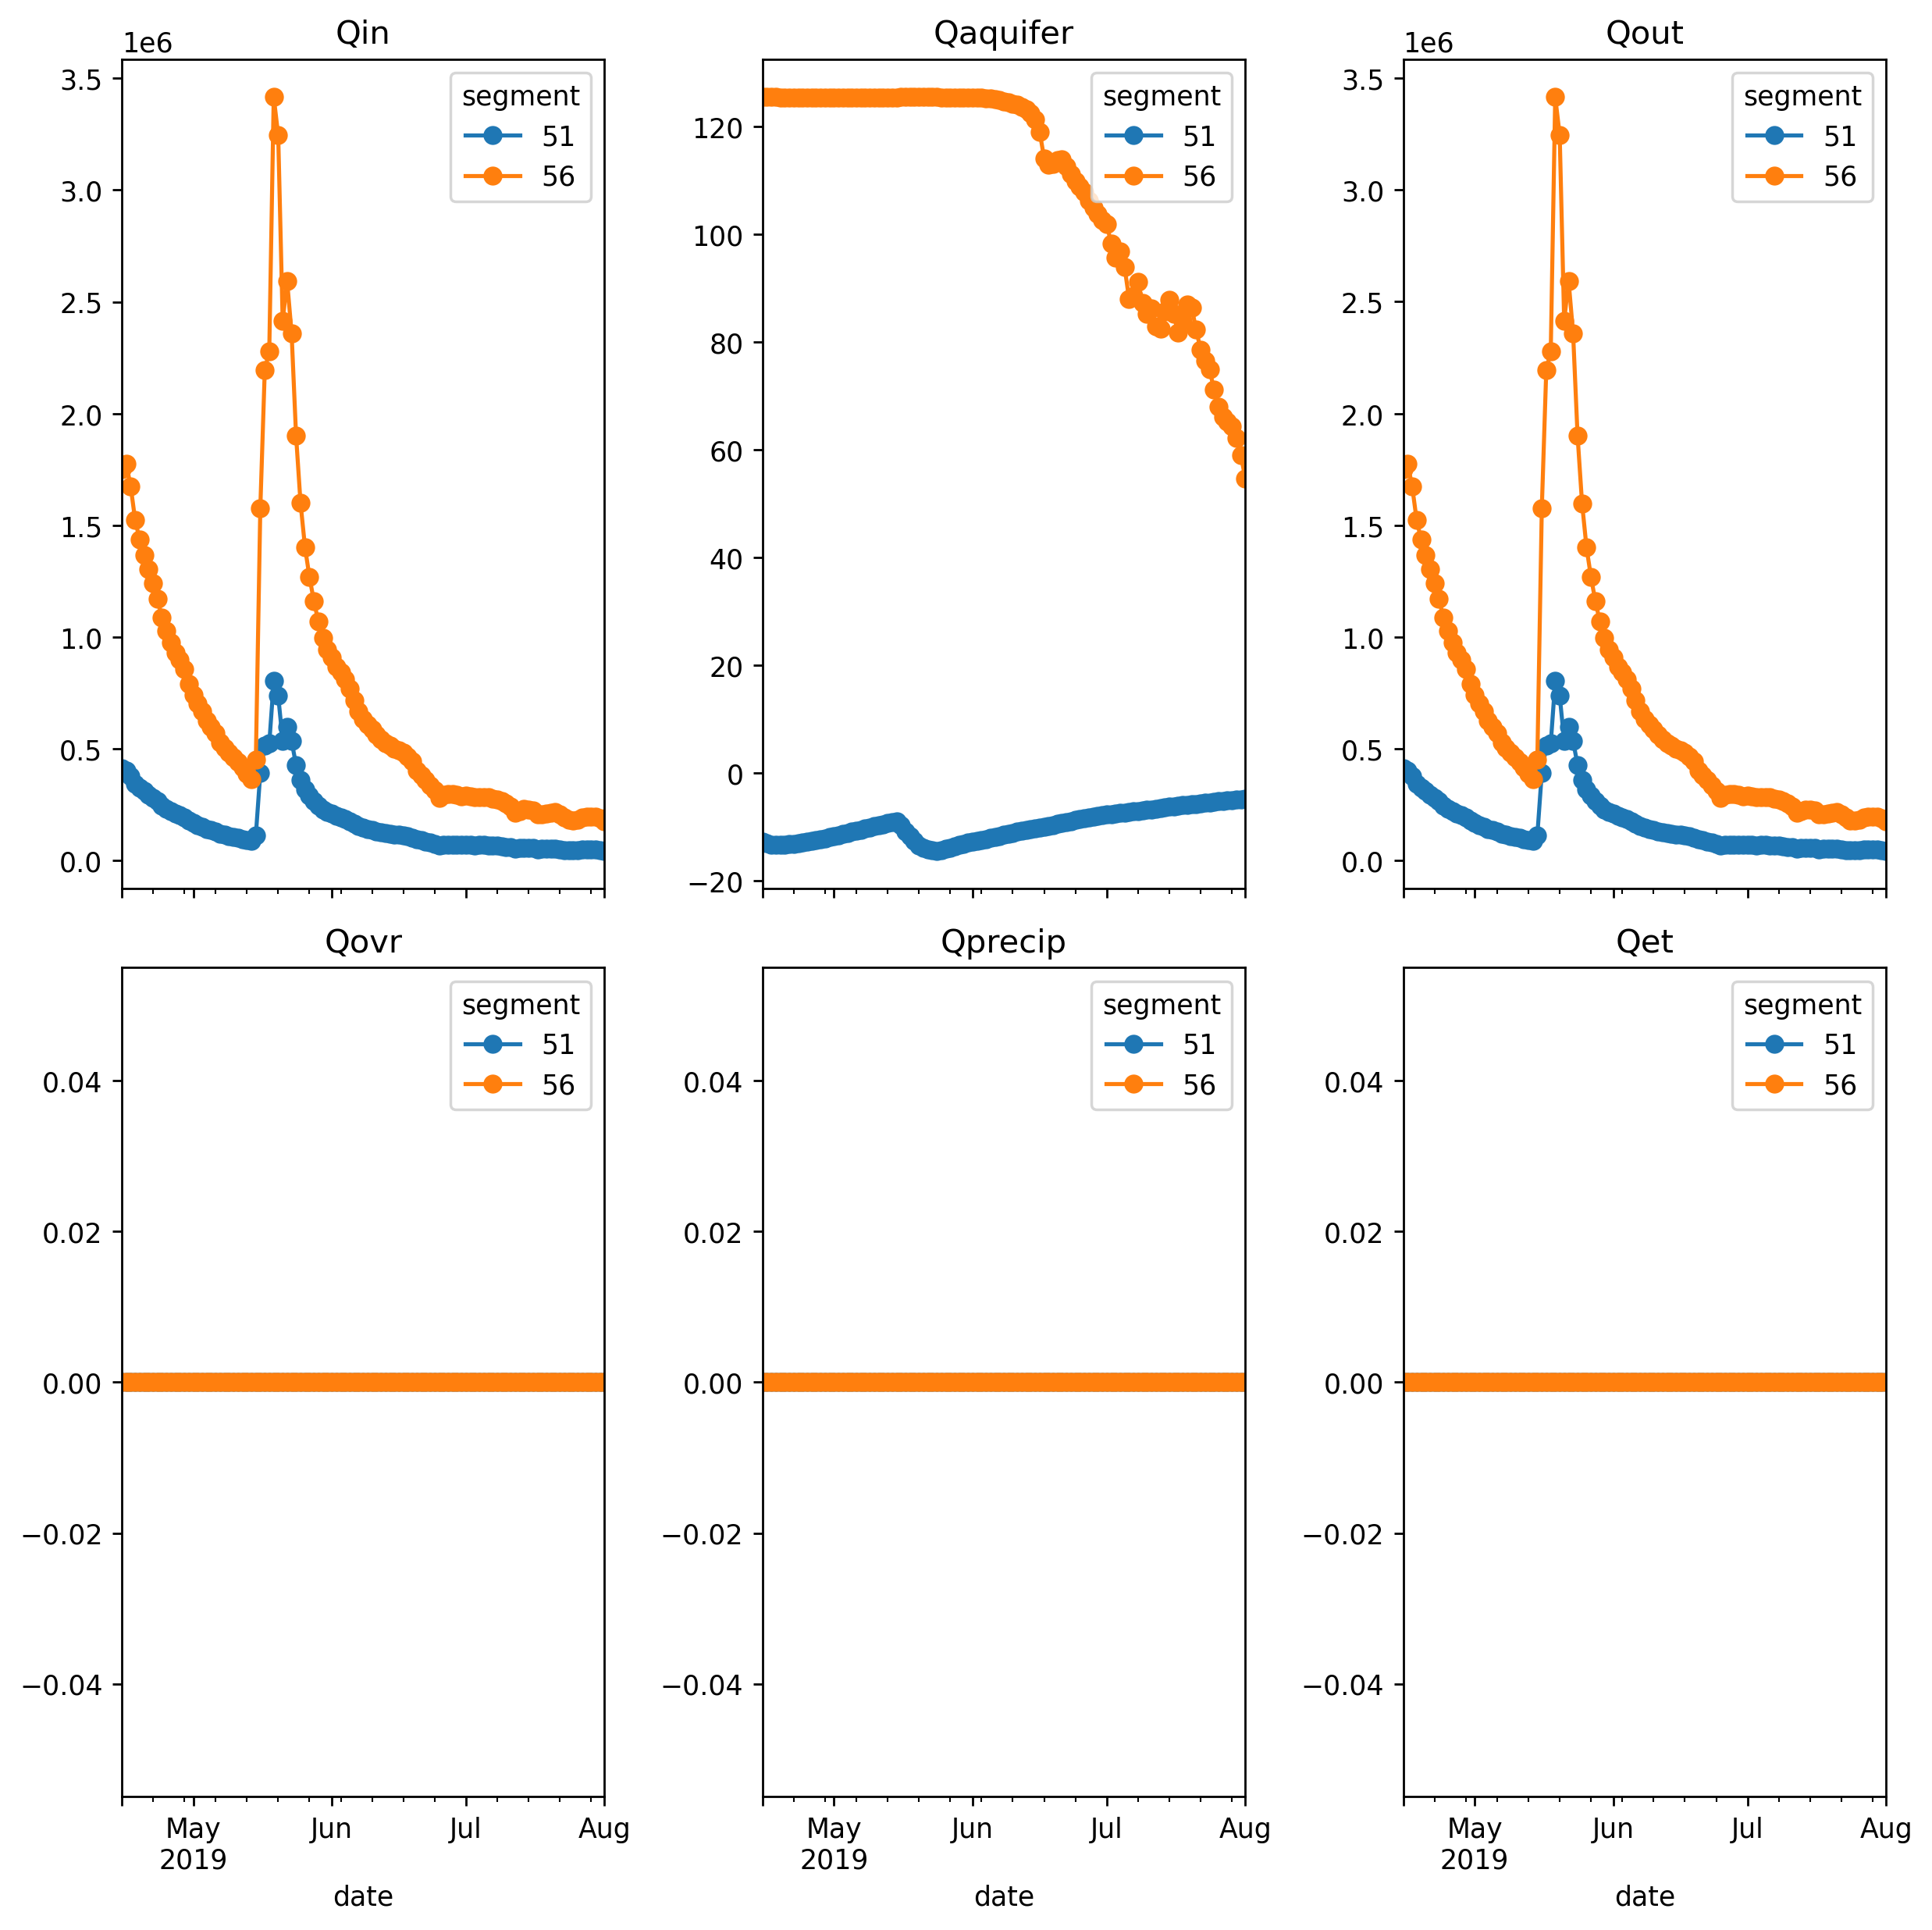 Qin
1e6
3.5
3.0
2.5
2.0
1.5
1.0
0.5
0.0
segment
51
56
Qaquifer
120
100
80
60
40
20
0
−20
segment
51
56
Qout
1e6
3.5
3.0
2.5
2.0
1.5
1.0
0.5
0.0
segment
51
56
Qovr
0.04
0.02
0.00
−0.02
−0.04
segment
51
56
May Jun Jul Aug
2019
date
Qprecip
0.04
0.02
0.00
−0.02
−0.04
segment
51
56
May Jun Jul Aug
2019
date
Qet
0.04
0.02
0.00
−0.02
−0.04
segment
51
56
May Jun Jul Aug
2019
date